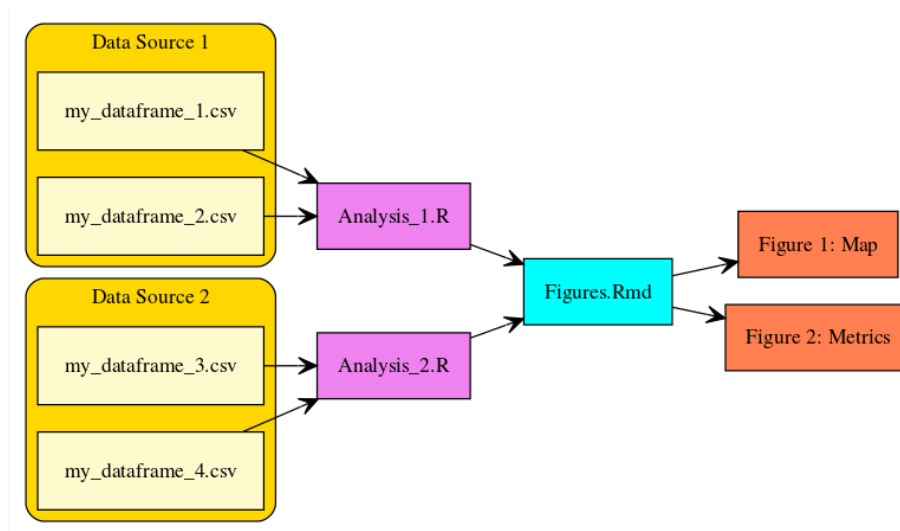 Data Source 1
my_dataframe_1.csv
my_dataframe_2.csv
Data Source 2
my_dataframe_3.csv
my_dataframe_4.csv
Analysis_1.R
Analysis_2.R
Figures.Rmd
Figure 1: Map
Figure 2: Metrics